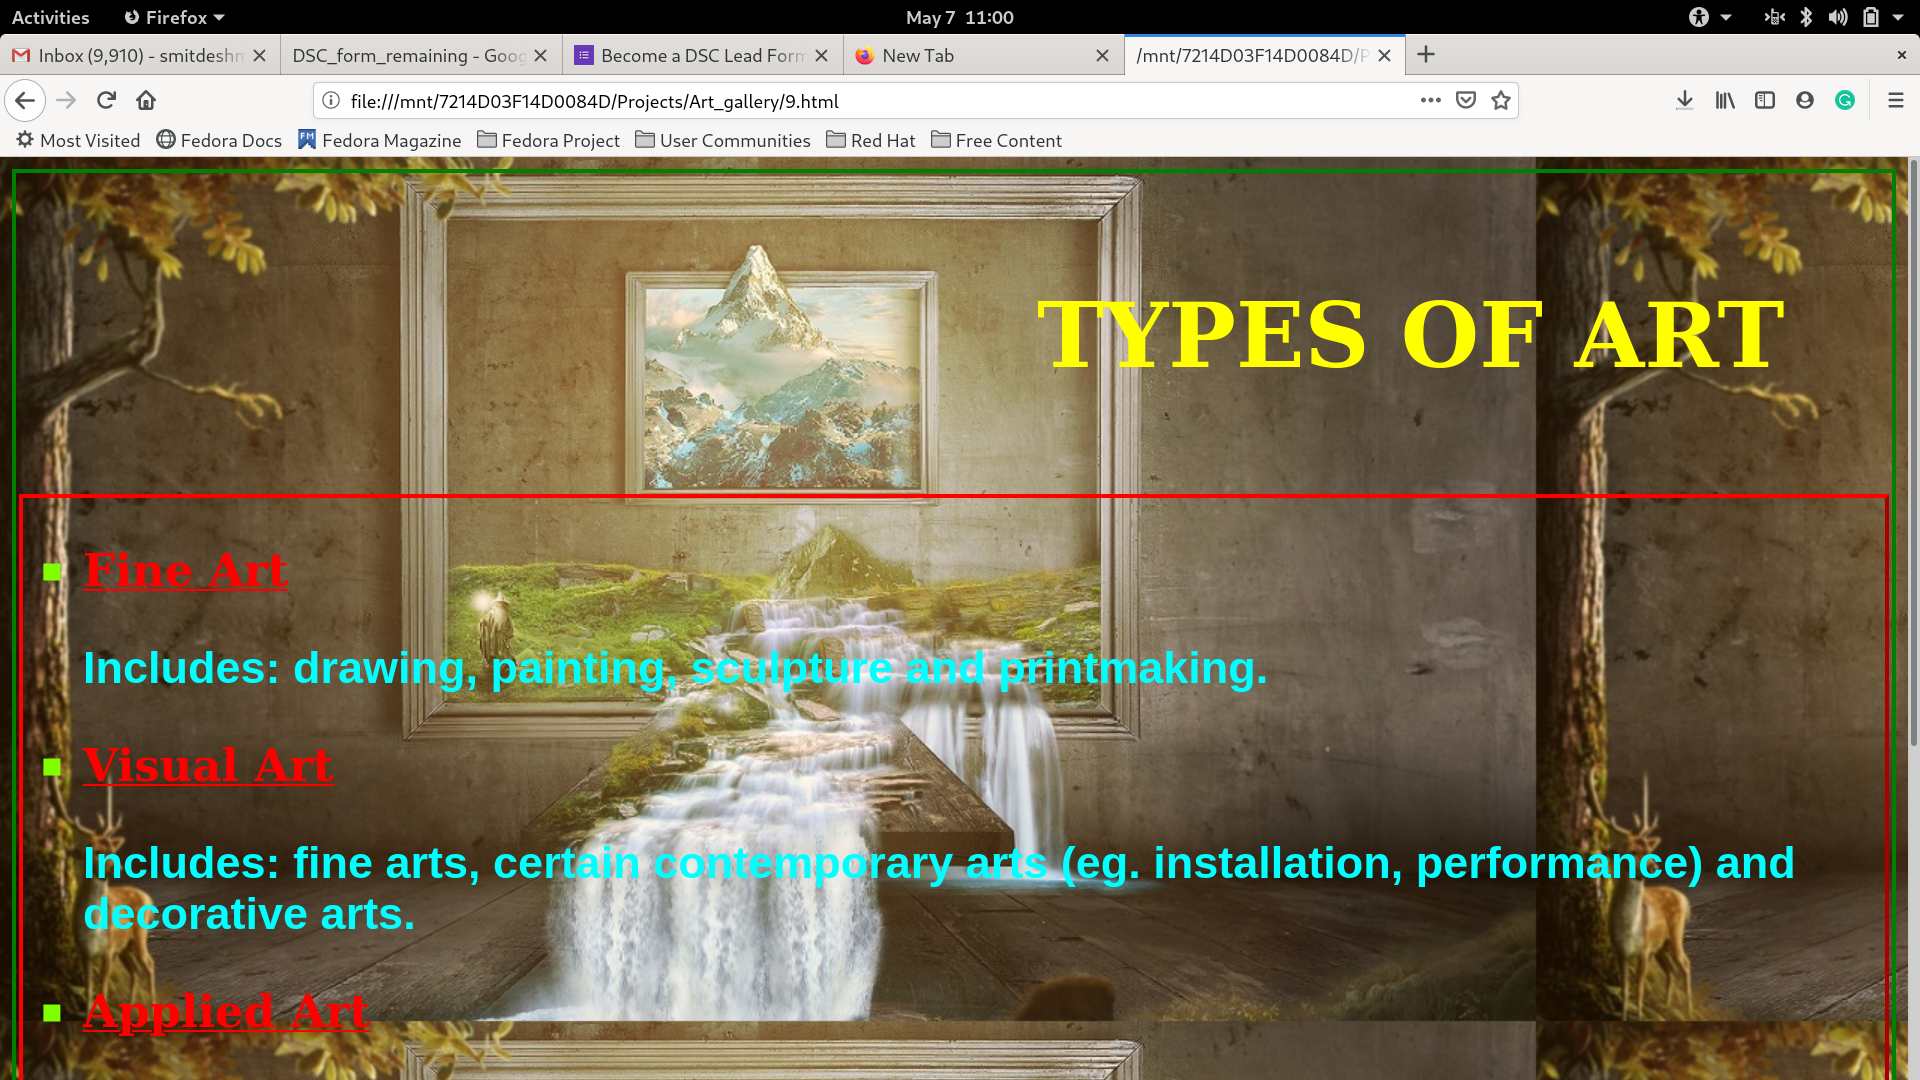 Activities Firefox May 7 11:00
Inbox (9,910) - smitdeshm DSC_form_remaining - Goog Become a DSC Lead Form New Tab /mnt/7214D03F14D0084D/P
file:///mnt/7214D03F14D0084D/Projects/Art_gallery/9.html
Most Visited Fedora Docs Fedora Magazine Fedora Project User Communities Red Hat Free Content
TYPES OF ART
Fine Art
Includes: drawing, painting, sculpture and printmaking.
Visual Art
Includes: fine arts, certain contemporary arts (eg. installation, performance) and
decorative arts.
Applied Art